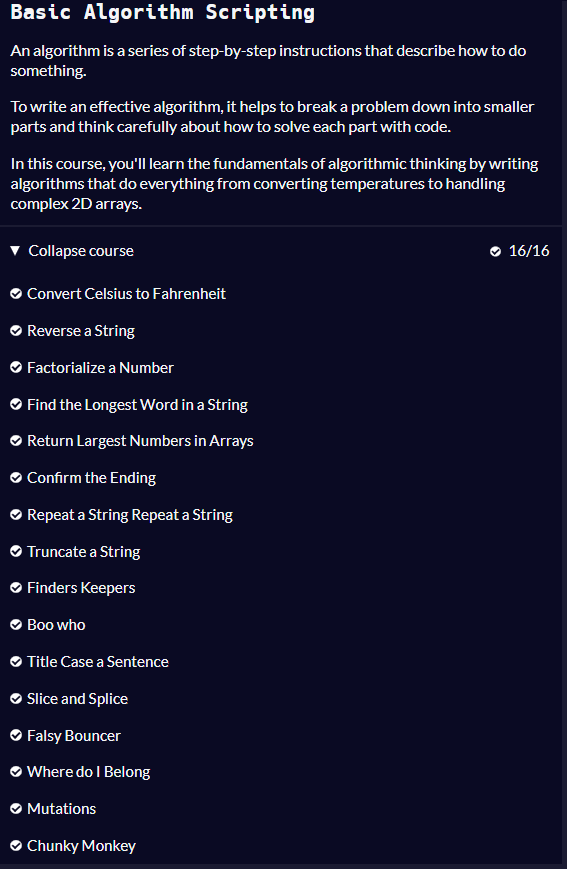 Basic Algorithm Scripting
An algorithm is a series of step-by-step instructions that describe how to do
something.
To write an effective algorithm, it helps to break a problem down into smaller
parts and think carefully about how to solve each part with code.
In this course, you'll learn the fundamentals of algorithmic thinking by writing
algorithms that do everything from converting temperatures to handling
complex 2D arrays.
Collapse course 16/16
Convert Celsius to Fahrenheit
Reverse a String
Factorialize a Number
Find the Longest Word in a String
Return Largest Numbers in Arrays
Confirm the Ending
Repeat a String Repeat a String
Truncate a String
Finders Keepers
Boo who
Title Case a Sentence
Slice and Splice
Falsy Bouncer
Where do I Belong
Mutations
Chunky Monkey